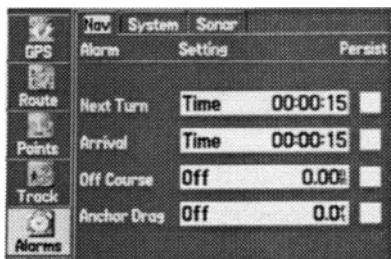 Nav System Sonar
GPS
Alarm Setting Persist
Route
Next Turn Time 00:00:15
Points
Arrival Time 00:00:15
Off Course Off 0.00
Track
Anchor Drag Off 0.0
Alarms